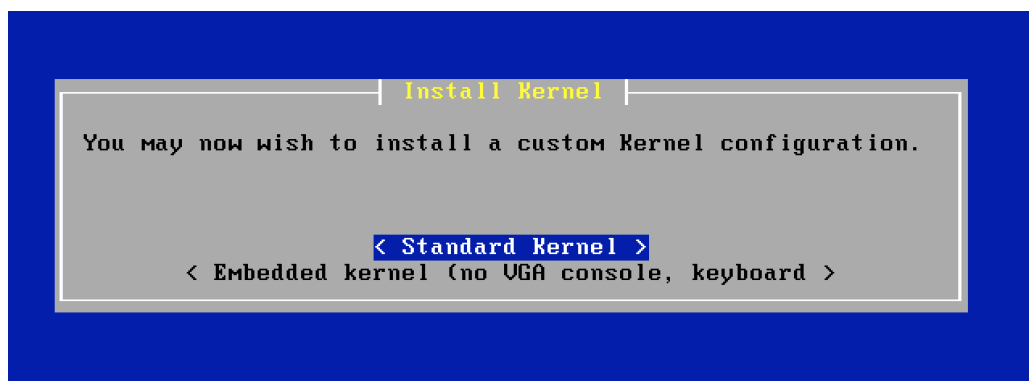 Install Kernel
You may now wish to install a custom Kernel configuration.
< Standard Kernel >
< Embedded kernel (no VGA console, keyboard >